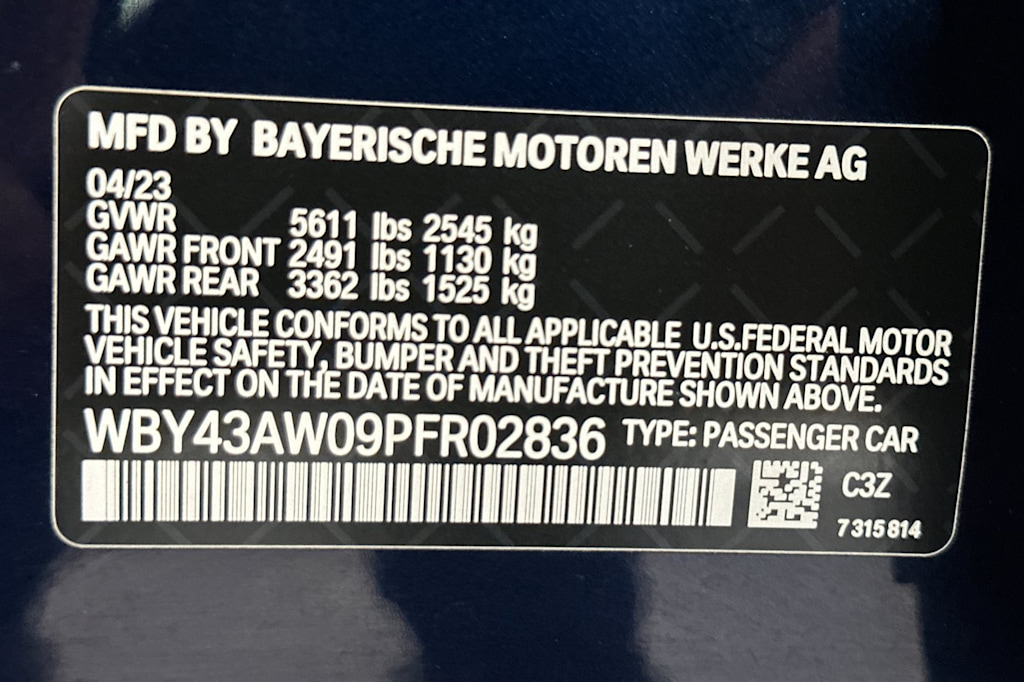 MFD BY BAYERISCHE MOTOREN WERKE AG
04/23
GVWR 5611 lbs 2545 kg
GAWR FRONT 2491 lbs 1130 kg
GAWR REAR 3362 lbs 1525 kg
THIS VEHICLE CONFORMS TO ALL APPLICABLE U.S.FEDERAL MOTOR
VEHICLE SAFETY, BUMPER AND THEFT PREVENTION STANDARDS
IN EFFECT ON THE DATE OF MANUFACTURE SHOWN ABOVE.
WBY43AW09PFR02836 TYPE: PASSENGER CAR
C3Z
7 315 814